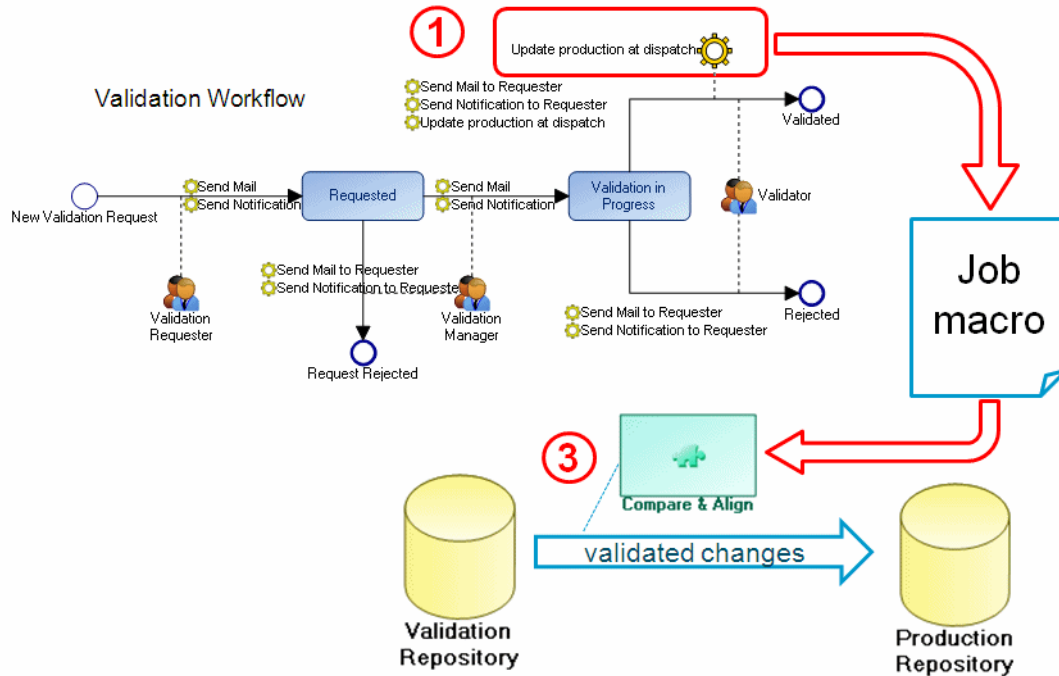 1
Update production at dispatch
Send Mail to Requester
Send Notification to Requester
Update production at dispatch
Validation Workflow
Validated
Send Mail
Send Notification
Requested
Send Mail
Send Notification
Validation in
Progress
Validator
New Validation Request
Send Mail to Requester
Send Notification to Requester
Validation
Requester
Validation
Manager
Request Rejected
Rejected
Send Mail to Requester
Send Notification to Requester
Job
macro
3
Compare & Align
validated changes
Validation
Repository
Production
Repository